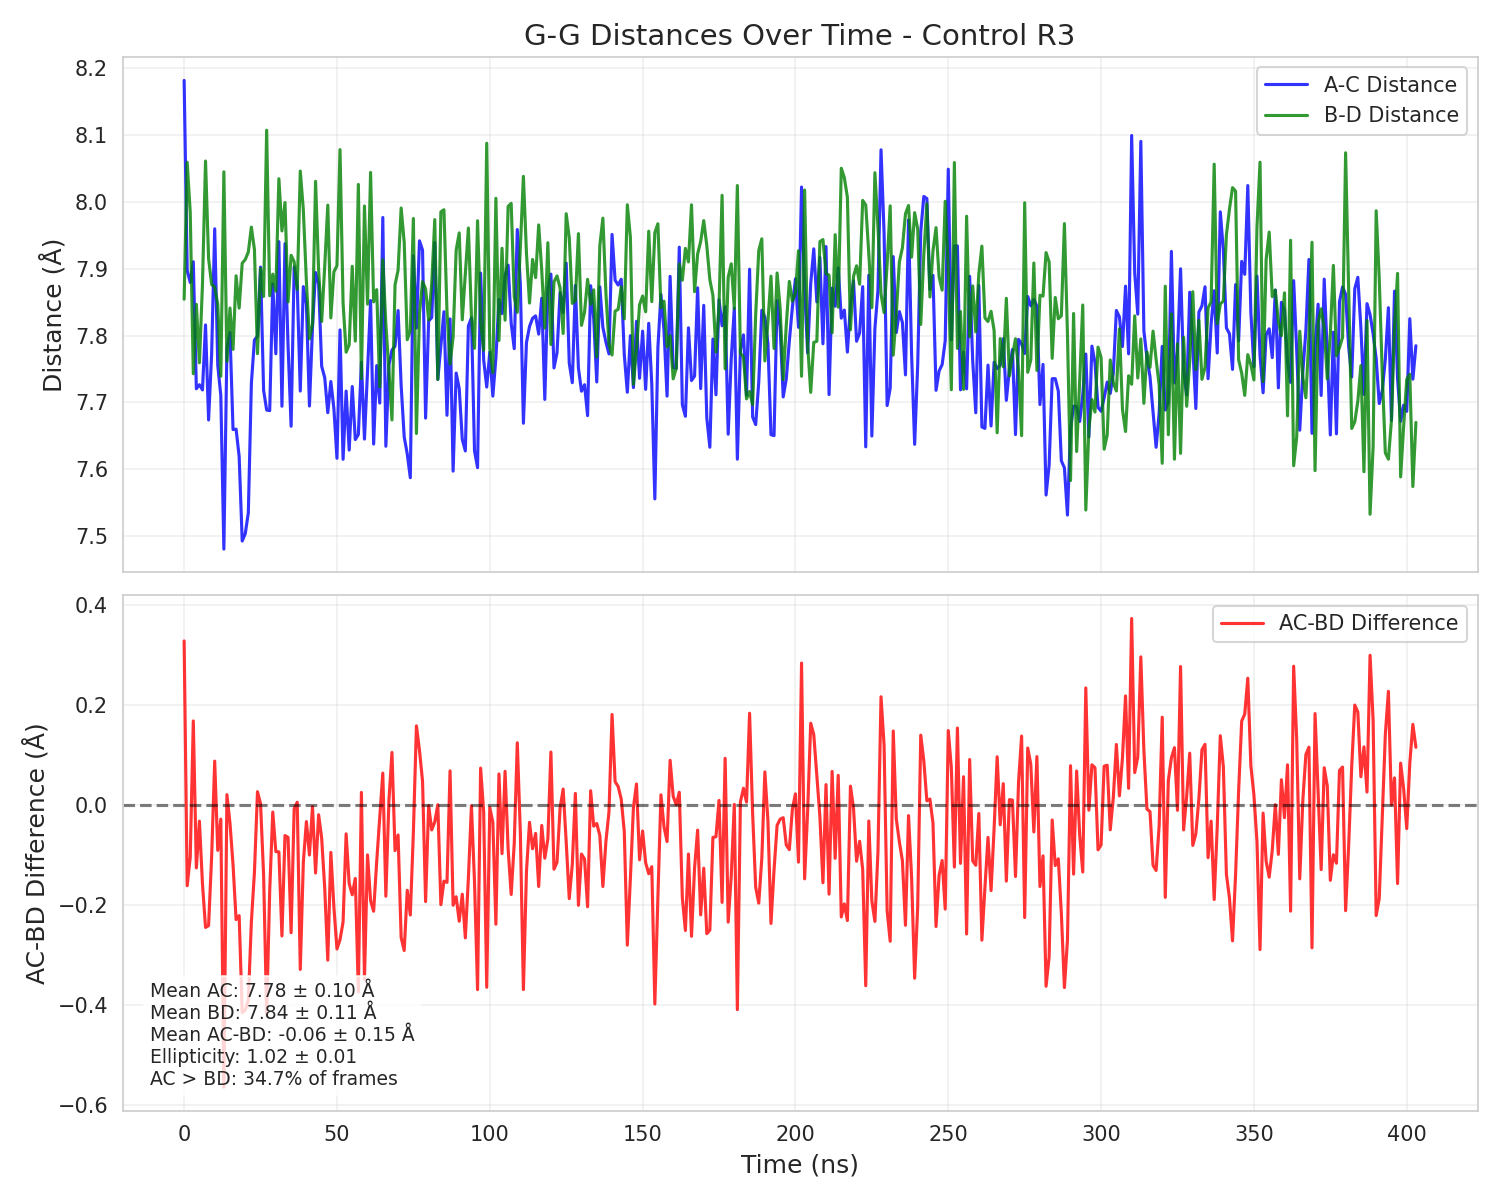 G-G Distances Over Time - Control R3
Distance (Å)
8.2
8.1
8.0
7.9
7.8
7.7
7.6
7.5
A-C Distance
B-D Distance
AC-BD Difference (Å)
0.4
0.2
0.0
−0.2
−0.4
−0.6
AC-BD Difference
Mean AC: 7.78 ± 0.10 Å
Mean BD: 7.84 ± 0.11 Å
Mean AC-BD: -0.06 ± 0.15 Å
Ellipticity: 1.02 ± 0.01
AC > BD: 34.7% of frames
0 50 100 150 200 250 300 350 400
Time (ns)